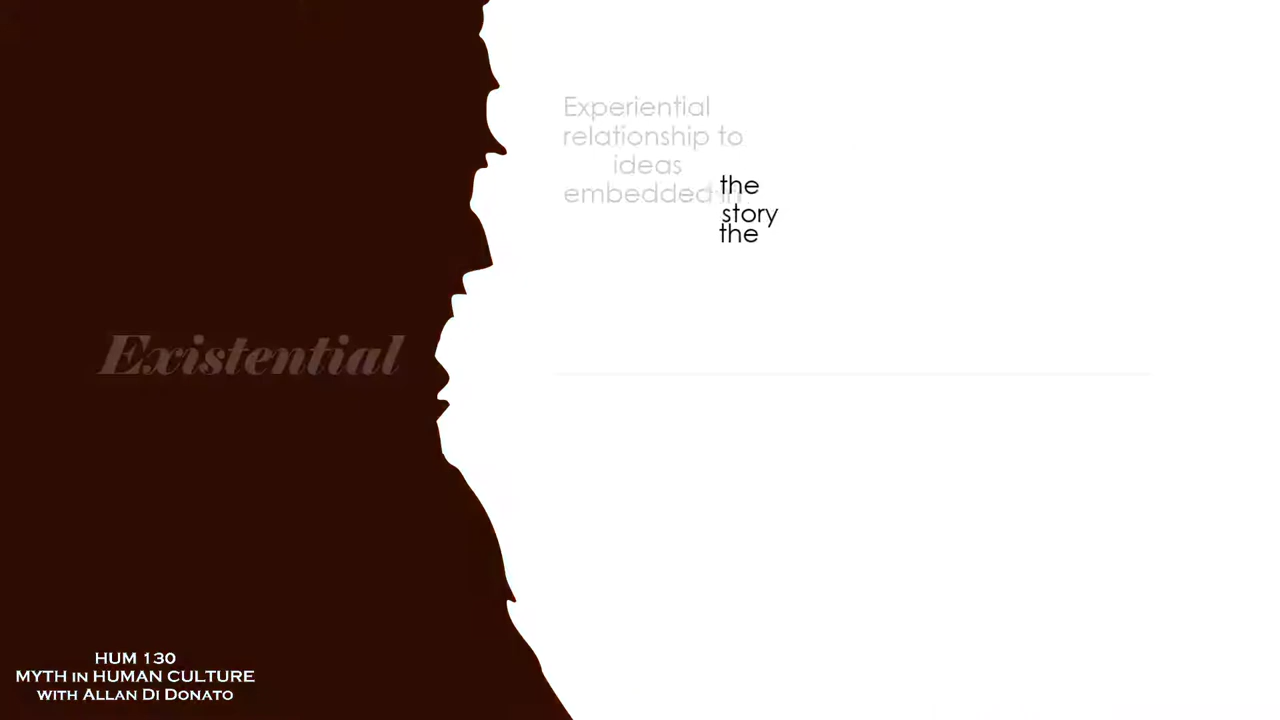 Experiential
relationship to
ideas
embedded in
the
story
the
Existential
HUM 130
MYTH in HUMAN CULTURE
WITH ALLAN DI DONATO